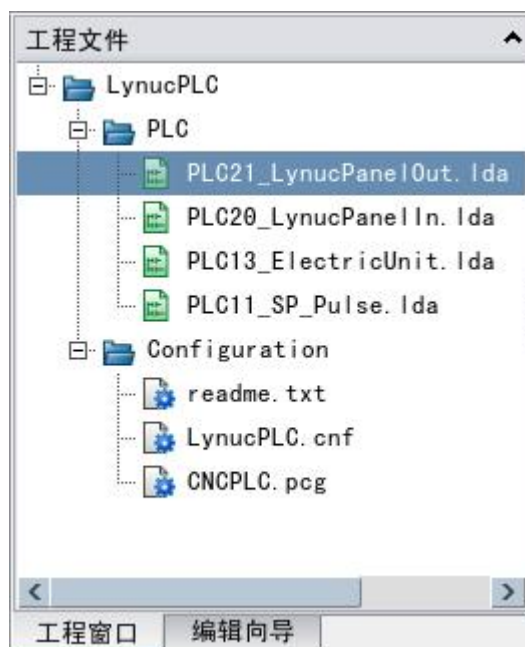 工程文件
LynucPLC
PLC
PLC21_LynucPanelOut.lda
PLC20_LynucPanelIn.lda
PLC13_ElectricUnit.lda
PLC11_SP_Pulse.lda
Configuration
readme.txt
LynucPLC.cnf
CNCPLC.pcg
工程窗口 编辑向导